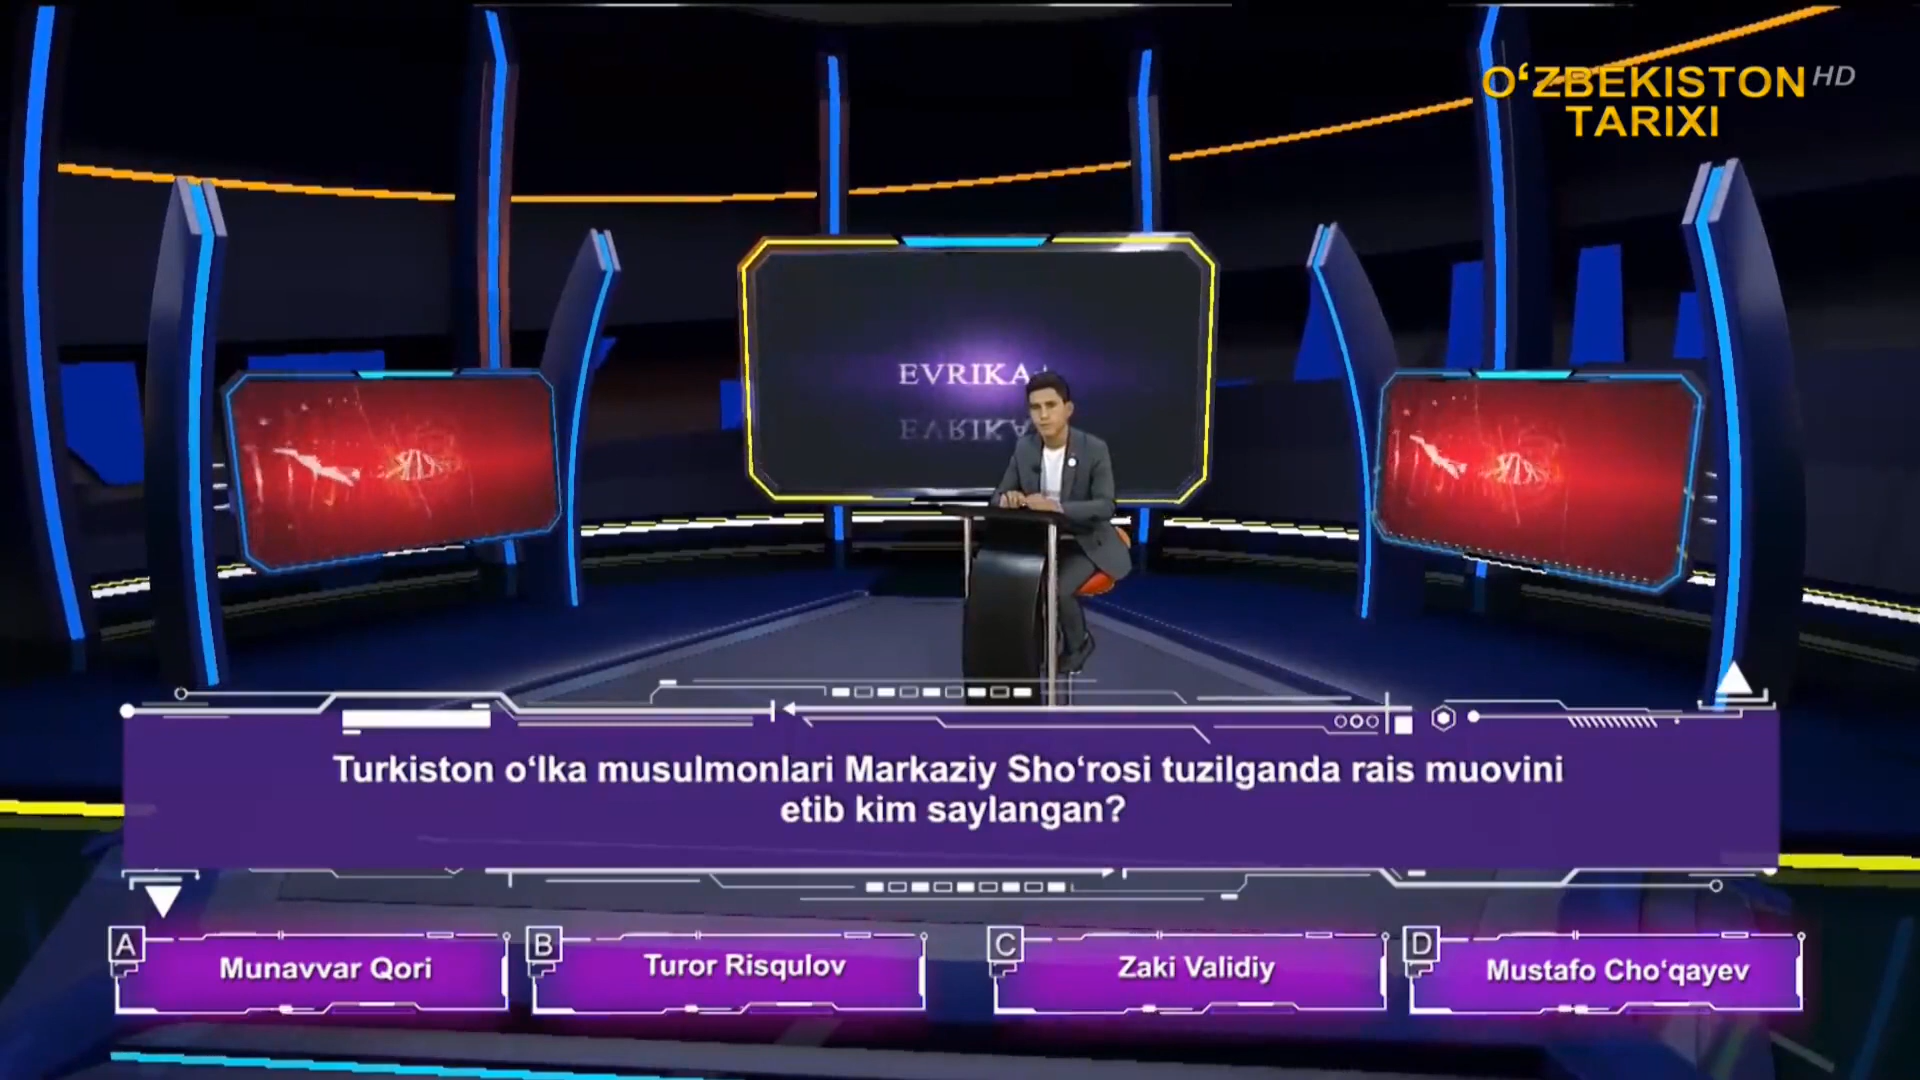 O‘ZBEKISTON HD
TARIXI
EVRIKA
EVRIKA
Turkiston o‘lka musulmonlari Markaziy Sho‘rosi tuzilganda rais muovini
etib kim saylangan?
A Munavvar Qori
B Turor Risqulov
C Zaki Validiy
D Mustafo Cho‘qayev